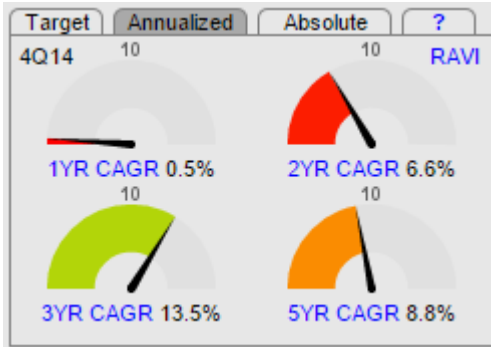 Target Annualized Absolute ?
4Q14 10 10 RAVI
1YR CAGR 0.5% 2YR CAGR 6.6%
10 10
3YR CAGR 13.5% 5YR CAGR 8.8%